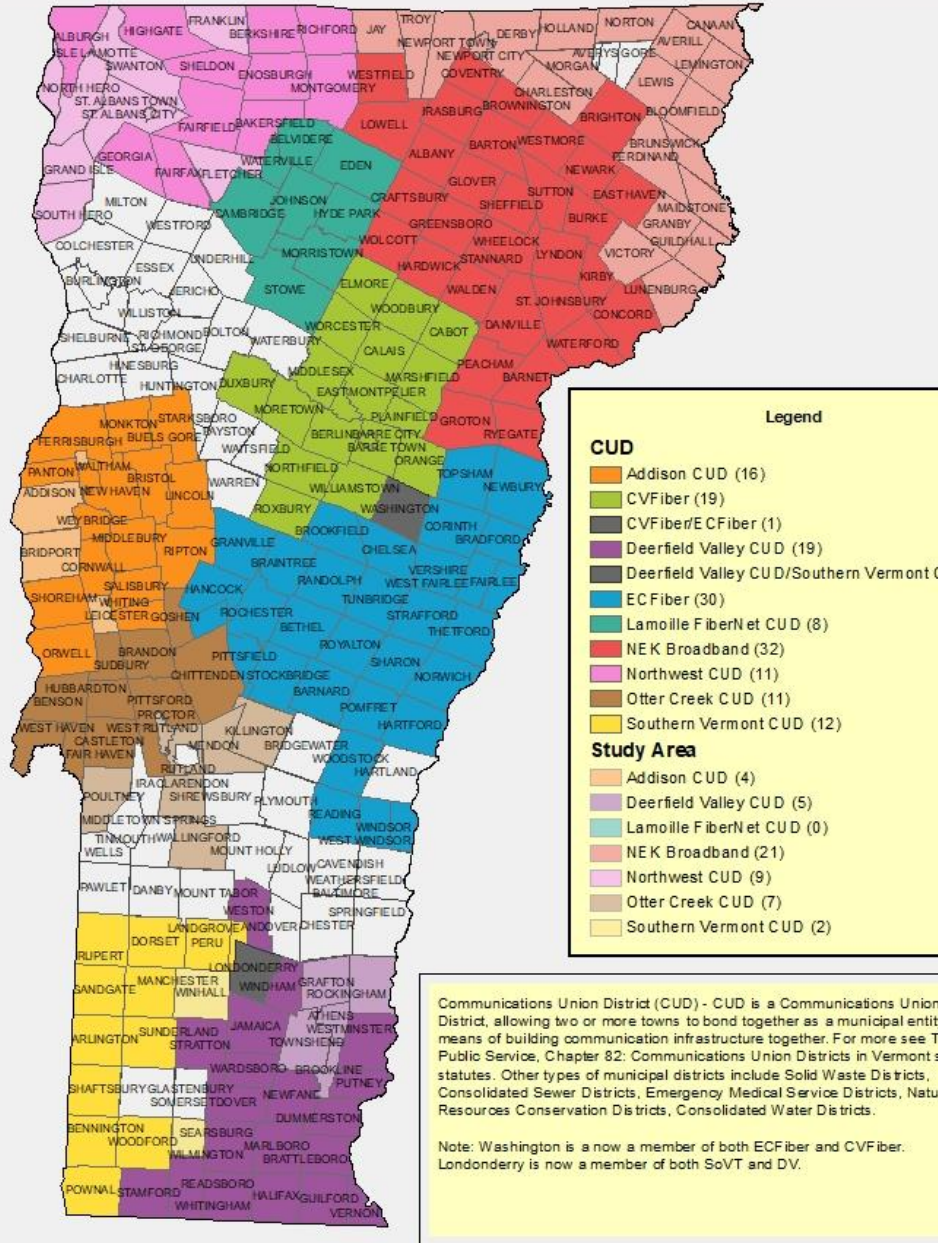 ALBURGH
HIGHGATE
FRANKLIN
BERKSHIRE
RICHFORD
JAY
TROY
NEWPORT TOWN
DERBY
HOLLAND
NORTON
CANAAN
ISLE LA MOTTE
SWANTON
SHELDON
ENOSBURGH
MONTGOMERY
WESTFIELD
NEWPORT CITY
COVENTRY
MORGAN
AVERYS GORE
AVERILL
LEMINGTON
LEWIS
NORTH HERO
ST. ALBANS TOWN
ST. ALBANS CITY
FAIRFIELD
BAKERSFIELD
BELVIDERE
LOWELL
IRASBURG
BROWNINGTON
CHARLESTON
BRIGHTON
BLOOMFIELD
BRUNSWICK
FERDINAND
GRAND ISLE
GEORGIA
FAIRFAX
FLETCHER
WATERVILLE
EDEN
ALBANY
BARTON
WESTMORE
NEWARK
EAST HAVEN
MAIDSTONE
SOUTH HERO
MILTON
WESTFORD
CAMBRIDGE
JOHNSON
HYDE PARK
CRAFTSBURY
GLOVER
SHEFFIELD
SUTTON
BURKE
GRANBY
GUILDHALL
VICTORY
COLCHESTER
ESSEX
UNDERHILL
MORRISTOWN
WOLCOTT
GREENSBORO
WHEELOCK
STANNARD
LYNDON
KIRBY
LUNENBURG
BURLINGTON
JERICHO
STOWE
ELMORE
HARDWICK
WALDEN
ST. JOHNSBURY
CONCORD
WILLISTON
WOODBURY
DANVILLE
WATERFORD
SHELBURNE
RICHMOND
ST. GEORGE
BOLTON
WATERBURY
WORCESTER
CALAIS
CABOT
PEACHAM
BARNET
CHARLOTTE
HINESBURG
HUNTINGTON
DUXBURY
MIDDLESEX
EAST MONTPELIER
MARSHFIELD
PLAINFIELD
GROTON
RYEGATE
FERRISBURGH
MONKTON
STARKSBORO
BUELS GORE
FAYSTON
WAITSFIELD
MORETOWN
BERLIN
BARRE CITY
BARRE TOWN
ORANGE
TOPSHAM
NEWBURY
PANTON
WALTHAM
BRISTOL
ADDISON
NEW HAVEN
LINCOLN
WARREN
NORTHFIELD
WILLIAMSTOWN
WASHINGTON
CORINTH
BRADFORD
WEYBRIDGE
MIDDLEBURY
RIPTON
GRANVILLE
ROXBURY
BROOKFIELD
CHELSEA
VERSHIRE
WEST FAIRLEE
FAIRLEE
BRIDPORT
CORNWALL
SALISBURY
HANCOCK
BRAINTREE
RANDOLPH
TUNBRIDGE
STRAFFORD
THETFORD
SHOREHAM
WHITING
LEICESTER
GOSHEN
ROCHESTER
BETHEL
ROYALTON
SHARON
NORWICH
ORWELL
SUDBURY
BRANDON
PITTSFIELD
CHITTENDEN
STOCKBRIDGE
BARNARD
POMFRET
HARTFORD
HUBBARDTON
BENSON
PITTSFORD
PROCTOR
WEST HAVEN
CASTLETON
WEST RUTLAND
FAIR HAVEN
RUTLAND
MENDON
KILLINGTON
BRIDGEWATER
WOODSTOCK
HARTLAND
POULTNEY
IRA
CLARENDON
SHREWSBURY
PLYMOUTH
READING
WINDSOR
WEST WINDSOR
MIDDLETOWN SPRINGS
TINMOUTH
WALLINGFORD
MOUNT HOLLY
LUDLOW
CAVENDISH
WEATHERSFIELD
BALTIMORE
WELLS
PAWLET
DANBY
MOUNT TABOR
WESTON
ANDOVER
CHESTER
SPRINGFIELD
RUPERT
DORSET
LANDGROVE
PERU
LONDONDERRY
WINDHAM
GRAFTON
ROCKINGHAM
SANDGATE
MANCHESTER
WINHALL
JAMAICA
ATHENS
WESTMINSTER
TOWNSHEND
ARLINGTON
SUNDERLAND
STRATTON
WARDSBORO
BROOKLINE
PUTNEY
SHAFTSBURY
GLASTENBURY
SOMERSET
DOVER
NEWFANE
DUMMERSTON
BENNINGTON
WOODFORD
SEARSBURG
WILMINGTON
MARLBORO
BRATTLEBORO
POWNAL
STAMFORD
READSBORO
WHITINGHAM
HALIFAX
GUILFORD
VERNON
Legend
CUD
Addison CUD (16)
CVFiber (19)
CVFiber/ECFiber (1)
Deerfield Valley CUD (19)
Deerfield Valley CUD/Southern Vermont C
ECFiber (30)
Lamoille FiberNet CUD (8)
NEK Broadband (32)
Northwest CUD (11)
Otter Creek CUD (11)
Southern Vermont CUD (12)
Study Area
Addison CUD (4)
Deerfield Valley CUD (5)
Lamoille FiberNet CUD (0)
NEK Broadband (21)
Northwest CUD (9)
Otter Creek CUD (7)
Southern Vermont CUD (2)
Communications Union District (CUD) - CUD is a Communications Union
District, allowing two or more towns to bond together as a municipal entit
means of building communication infrastructure together. For more see T
Public Service, Chapter 82: Communications Union Districts in Vermont s
statutes. Other types of municipal districts include Solid Waste Districts,
Consolidated Sewer Districts, Emergency Medical Service Districts, Natu
Resources Conservation Districts, Consolidated Water Districts.
Note: Washington is a now a member of both ECFiber and CVFiber.
Londonderry is now a member of both SoVT and DV.